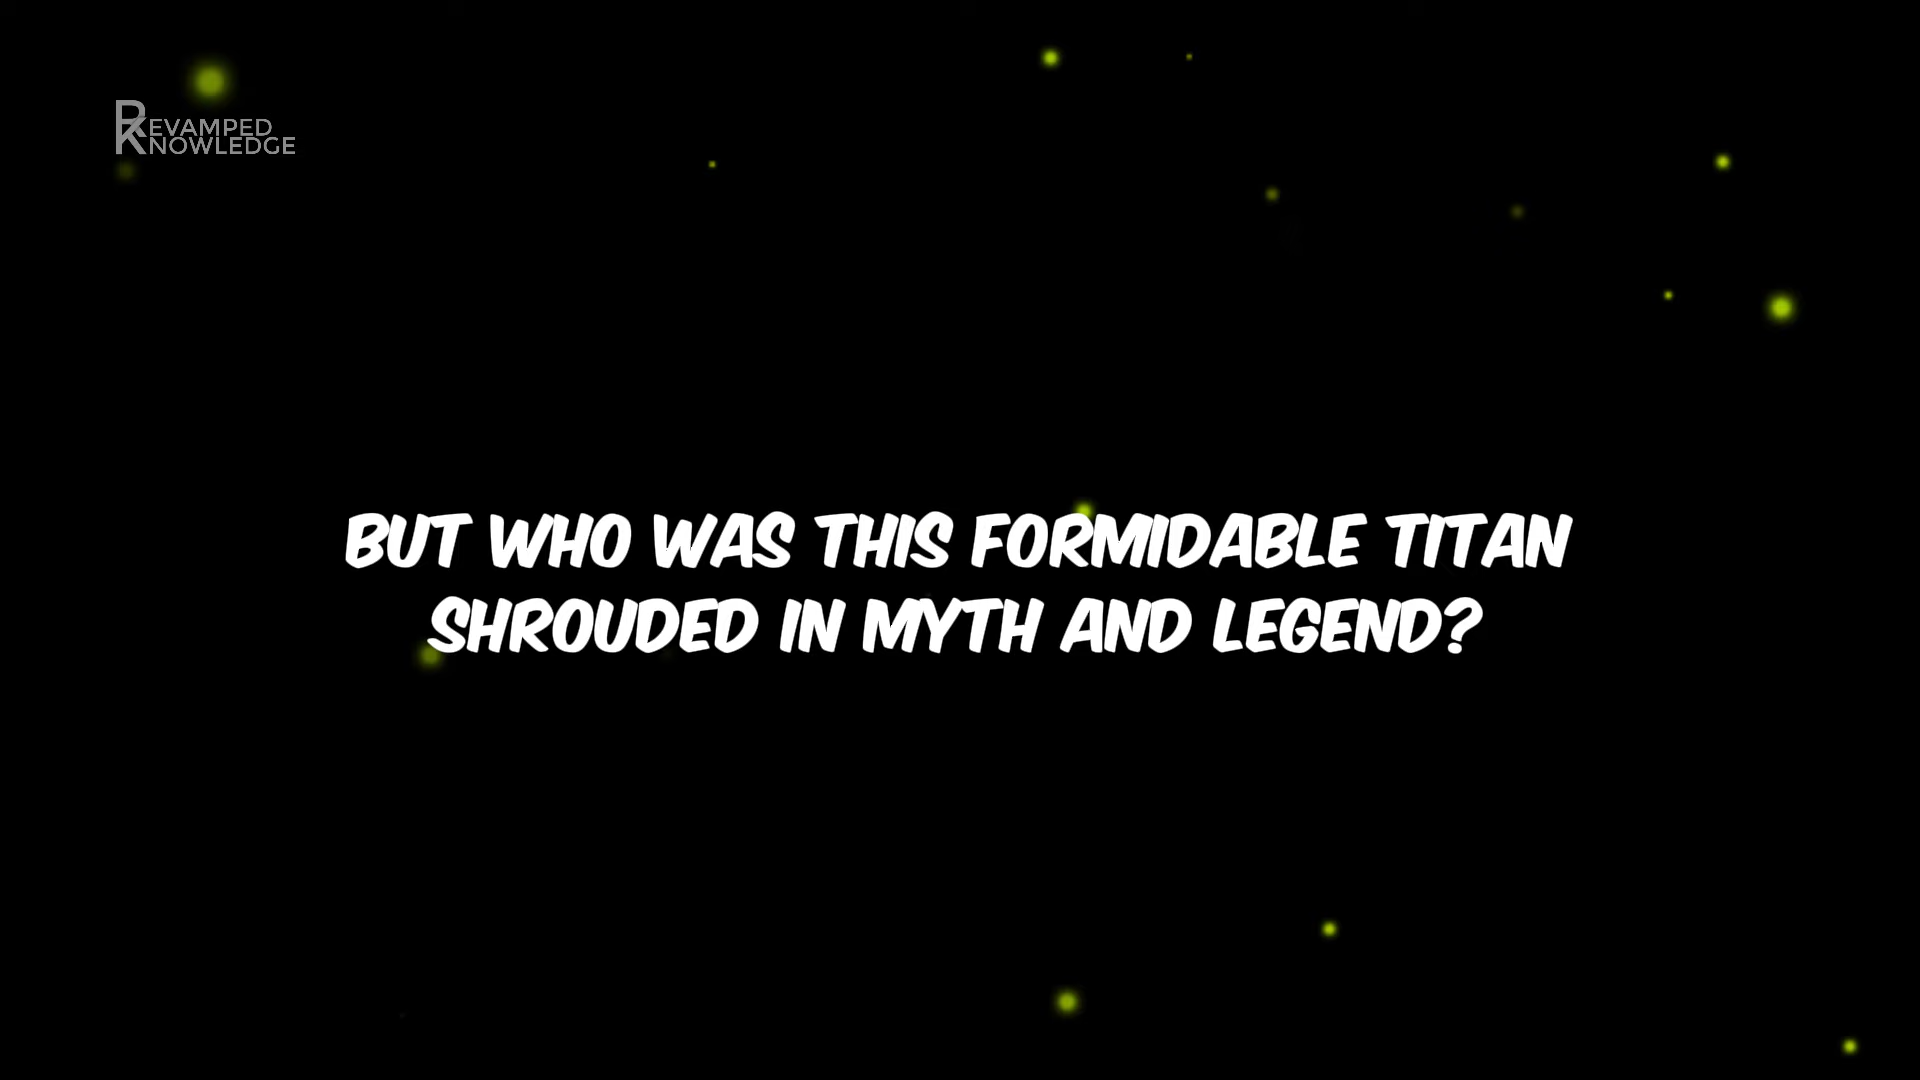 REVAMPED
KNOWLEDGE
BUT WHO WAS THIS FORMIDABLE TITAN
SHROUDED IN MYTH AND LEGEND?